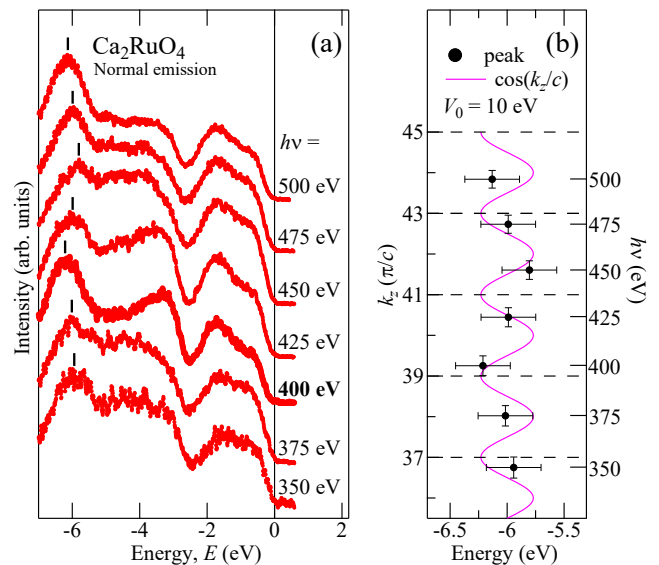 (a)
Ca₂RuO₄
Normal emission
hν =
500 eV
475 eV
450 eV
425 eV
400 eV
375 eV
350 eV
Intensity (arb. units)
-6 -4 -2 0 2
Energy, E (eV)
(b)
peak
cos(k_z/c)
V₀ = 10 eV
45
43
41
39
37
k_z (π/c)
500
475
450
425
400
375
350
hν (eV)
-6.5 -6 -5.5
Energy (eV)